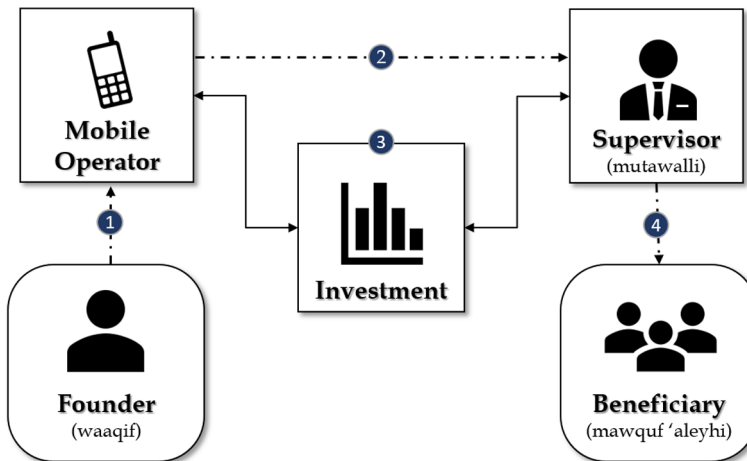 2
Mobile
Operator
Supervisor
(mutawalli)
3
1
4
Investment
Founder
(waaqif)
Beneficiary
(mawquf ‘aleyhi)